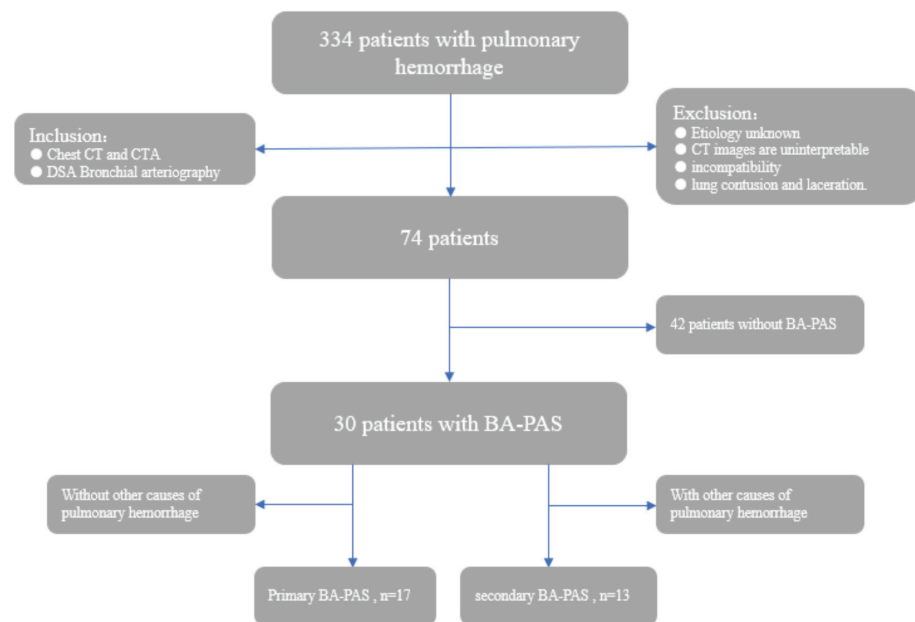 334 patients with pulmonary
hemorrhage
Inclusion：
● Chest CT and CTA
● DSA Bronchial arteriography
Exclusion：
● Etiology unknown
● CT images are uninterpretable
● incompatibility
● lung contusion and laceration.
74 patients
42 patients without BA-PAS
30 patients with BA-PAS
Without other causes of
pulmonary hemorrhage
With other causes of
pulmonary hemorrhage
Primary BA-PAS , n=17
secondary BA-PAS , n=13